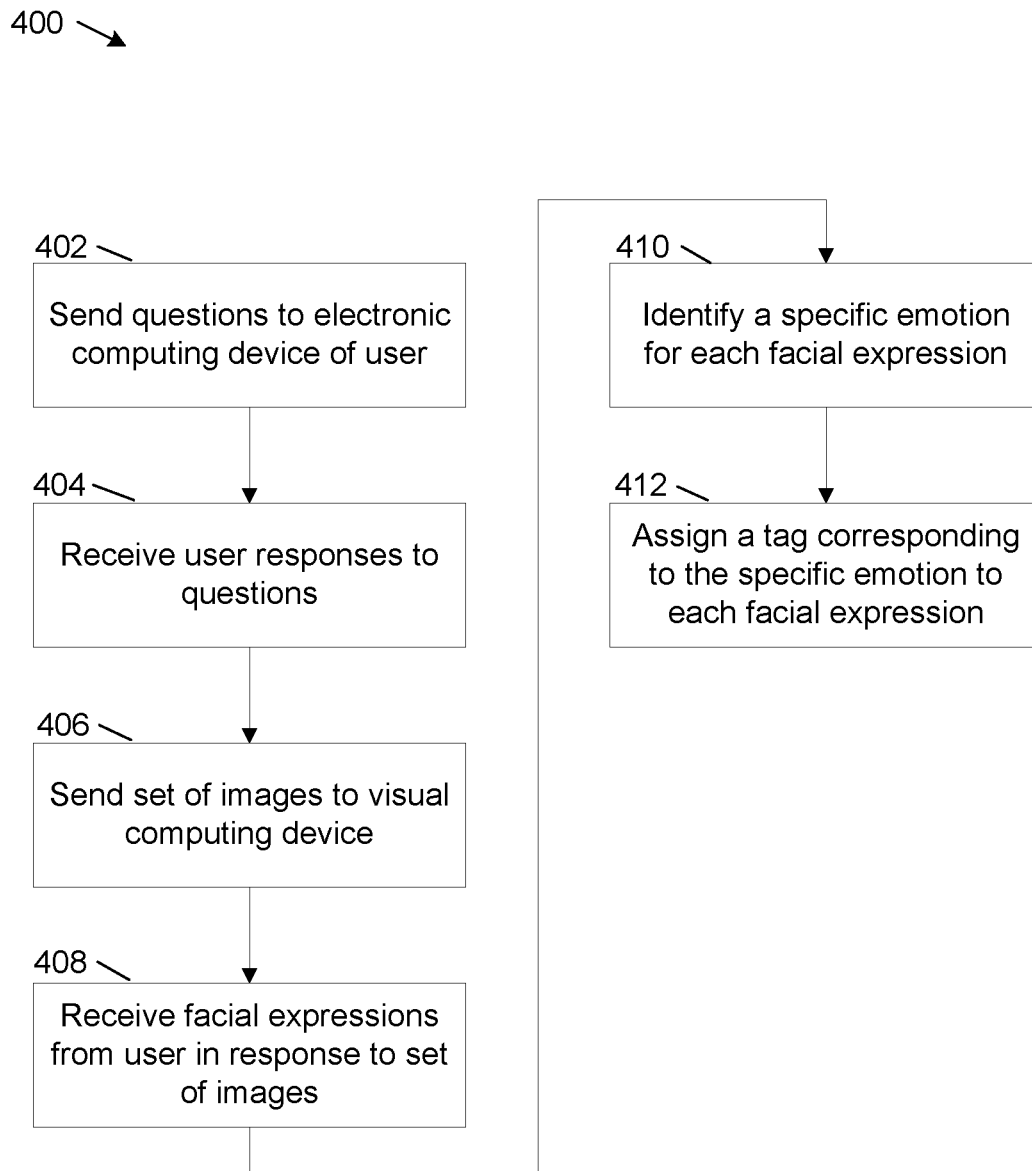 400
402
Send questions to electronic
computing device of user
404
Receive user responses to
questions
406
Send set of images to visual
computing device
408
Receive facial expressions
from user in response to set
of images
410
Identify a specific emotion
for each facial expression
412
Assign a tag corresponding
to the specific emotion to
each facial expression